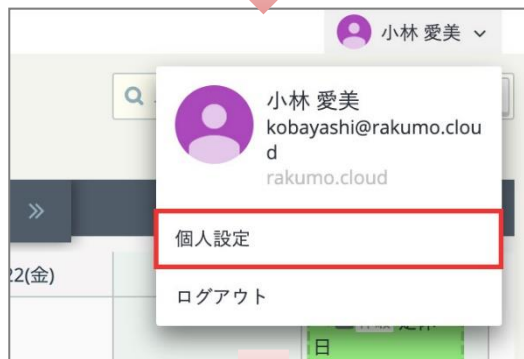 小林 愛美
小林 愛美
kobayashi@rakumo.clou
d
rakumo.cloud
個人設定
22(金)
ログアウト
日